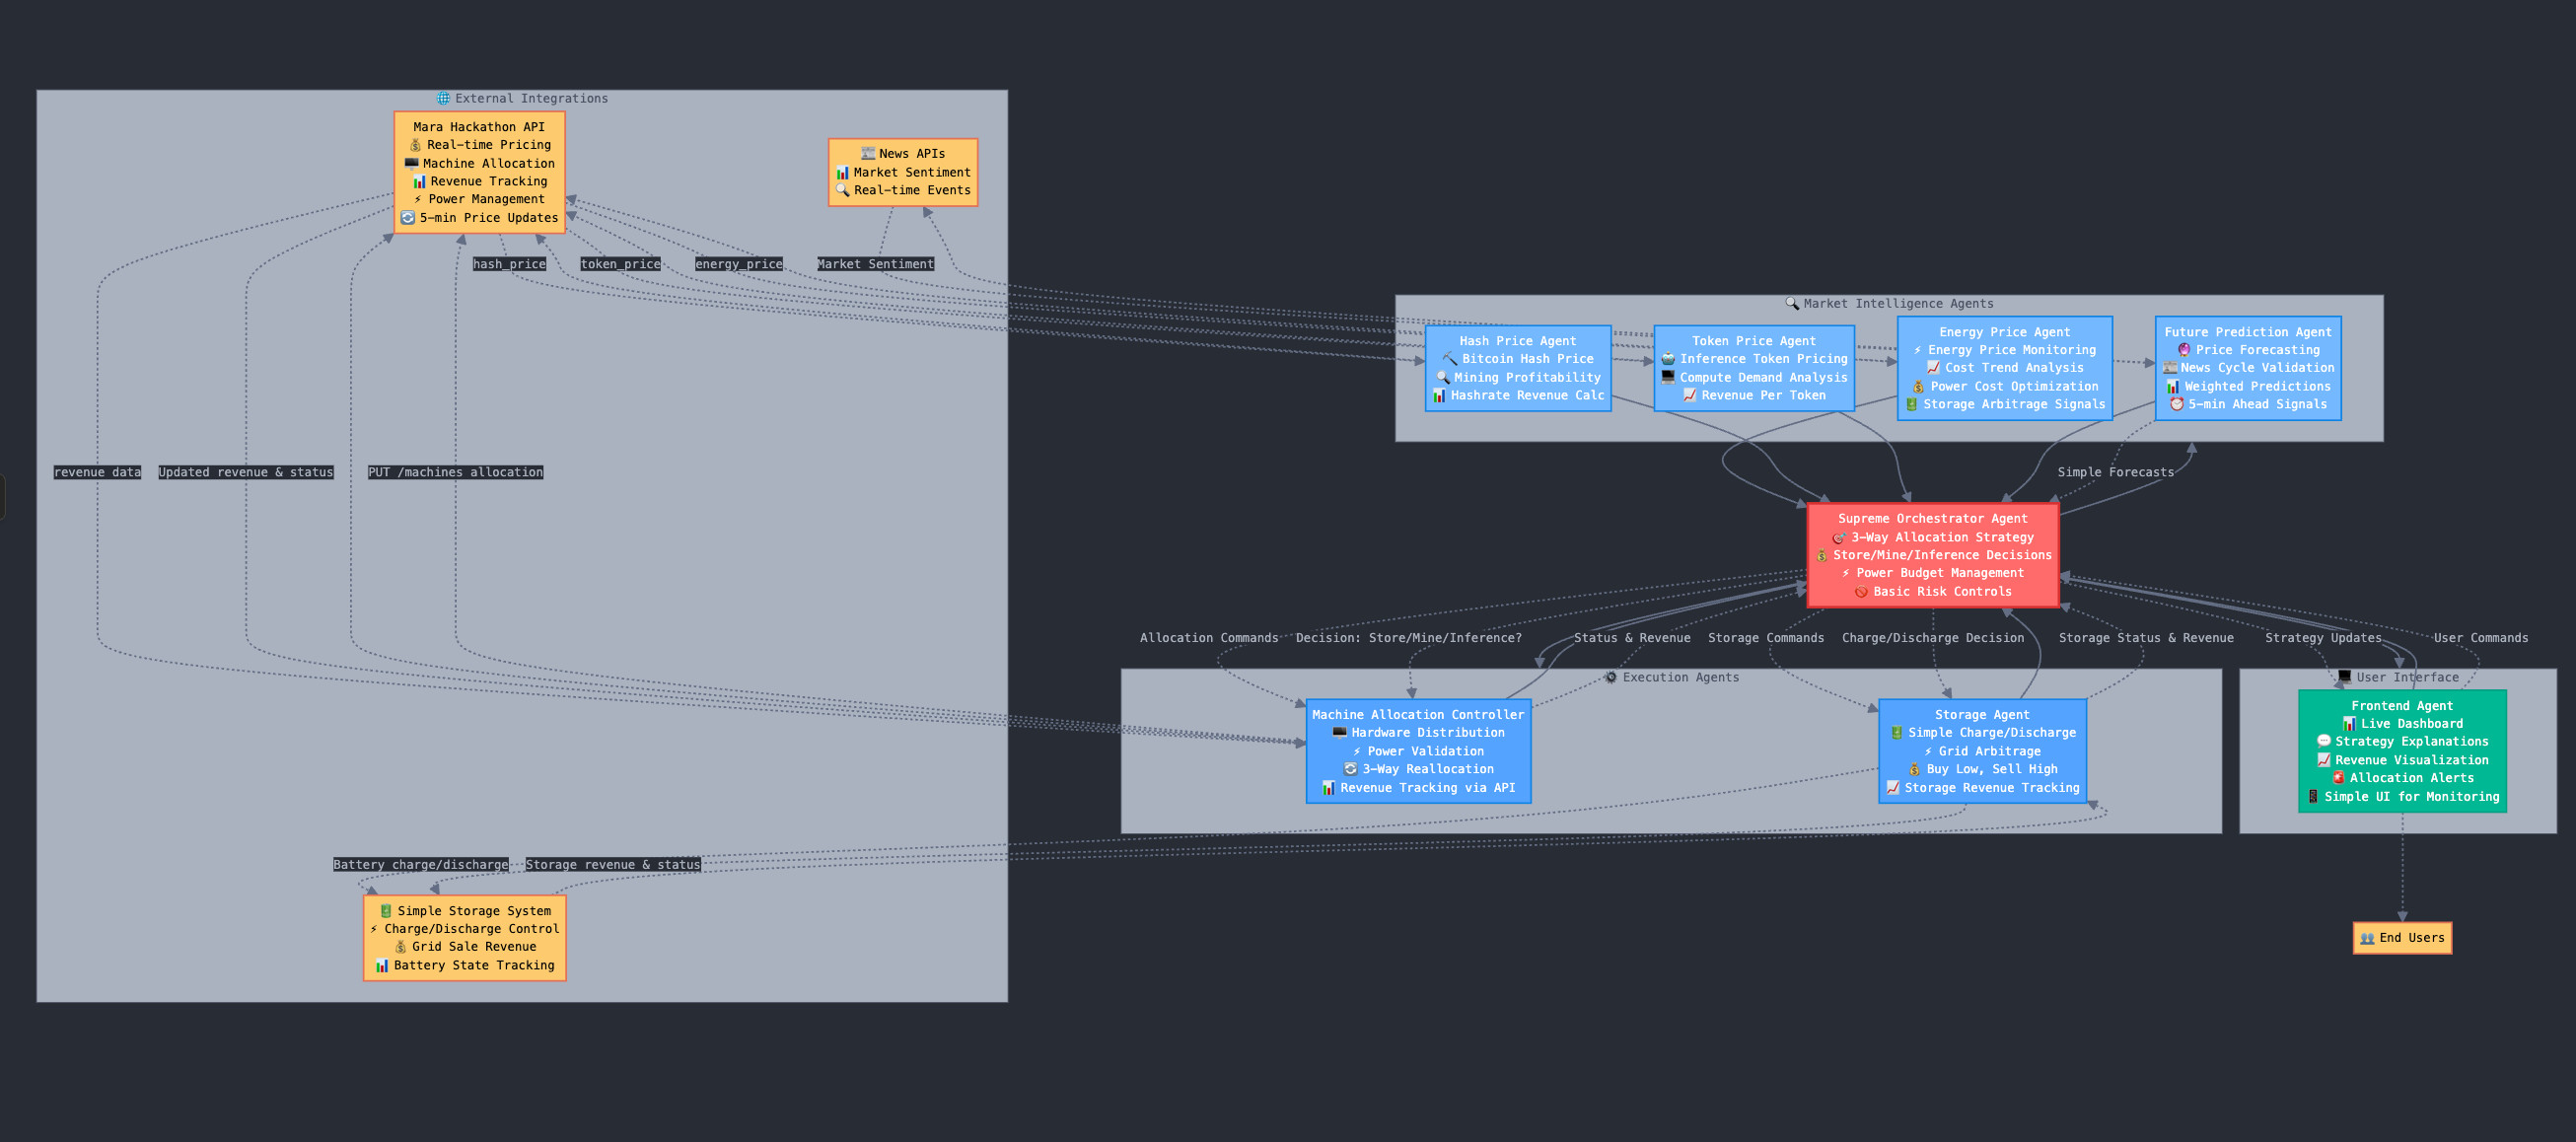 🌐 External Integrations
Mara Hackathon API
💰 Real-time Pricing
🖥️ Machine Allocation
📊 Revenue Tracking
⚡ Power Management
🔄 5-min Price Updates
📰 News APIs
📊 Market Sentiment
🔍 Real-time Events
hash_price
token_price
energy_price
Market Sentiment
🔍 Market Intelligence Agents
Hash Price Agent
⛏️ Bitcoin Hash Price
🔍 Mining Profitability
📊 Hashrate Revenue Calc
Token Price Agent
🤖 Inference Token Pricing
💻 Compute Demand Analysis
📈 Revenue Per Token
Energy Price Agent
⚡ Energy Price Monitoring
📈 Cost Trend Analysis
💰 Power Cost Optimization
🔋 Storage Arbitrage Signals
Future Prediction Agent
🔮 Price Forecasting
📰 News Cycle Validation
📊 Weighted Predictions
⏰ 5-min Ahead Signals
revenue data
Updated revenue & status
PUT /machines allocation
Simple Forecasts
Supreme Orchestrator Agent
🎯 3-Way Allocation Strategy
💰 Store/Mine/Inference Decisions
⚡ Power Budget Management
🚫 Basic Risk Controls
Allocation Commands
Decision: Store/Mine/Inference?
Status & Revenue
Storage Commands
Charge/Discharge Decision
Storage Status & Revenue
Strategy Updates
User Commands
⚙️ Execution Agents
Machine Allocation Controller
🖥️ Hardware Distribution
⚡ Power Validation
🔄 3-Way Reallocation
📊 Revenue Tracking via API
Storage Agent
🔋 Simple Charge/Discharge
⚡ Grid Arbitrage
💰 Buy Low, Sell High
📈 Storage Revenue Tracking
💻 User Interface
Frontend Agent
📊 Live Dashboard
💬 Strategy Explanations
📈 Revenue Visualization
🚨 Allocation Alerts
📱 Simple UI for Monitoring
Battery charge/discharge
Storage revenue & status
🔋 Simple Storage System
⚡ Charge/Discharge Control
💰 Grid Sale Revenue
📊 Battery State Tracking
👥 End Users